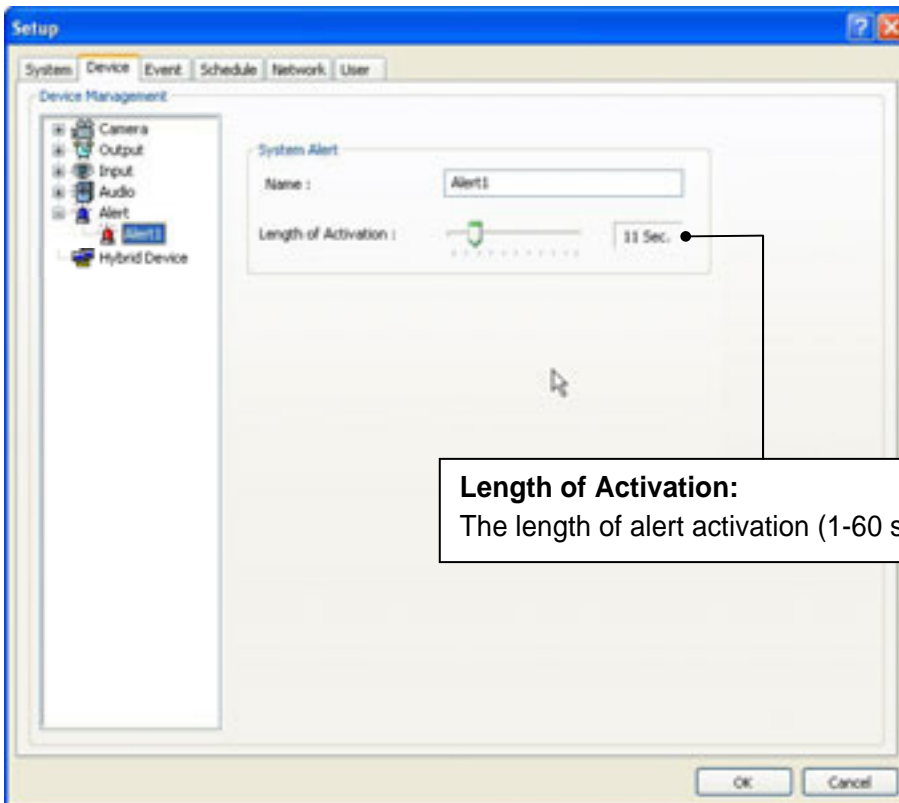 Setup
System Device Event Schedule Network User
Device Management
Camera
Output
Input
Audio
Alert
Alert1
Hybrid Device
System Alert
Name : Alert1
Length of Activation : 11 Sec.
Length of Activation:
The length of alert activation (1-60 s
OK Cancel